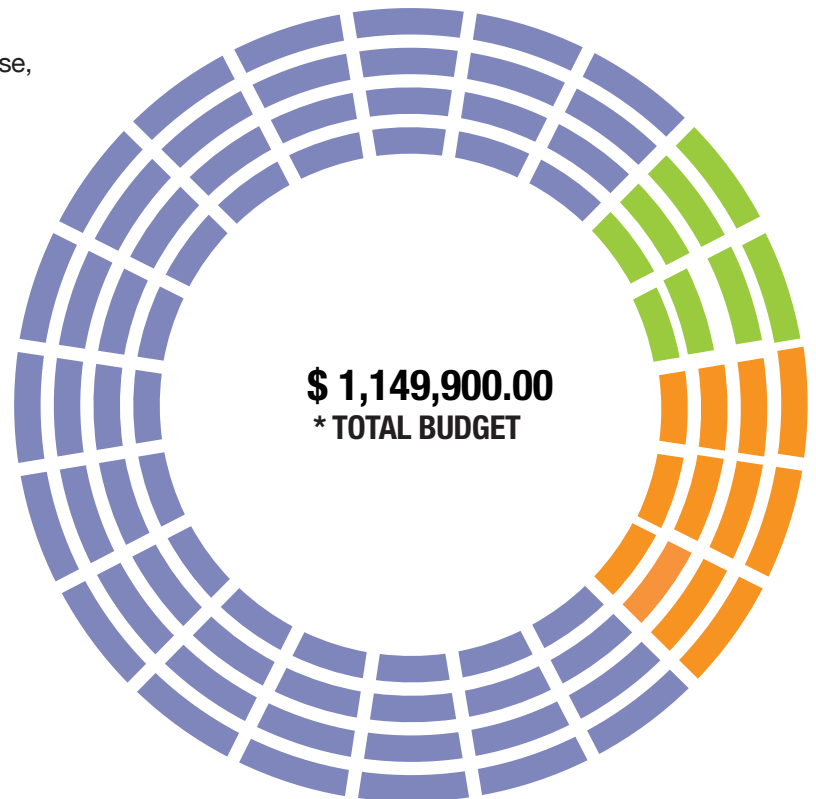 se,
$ 1,149,900.00
* TOTAL BUDGET